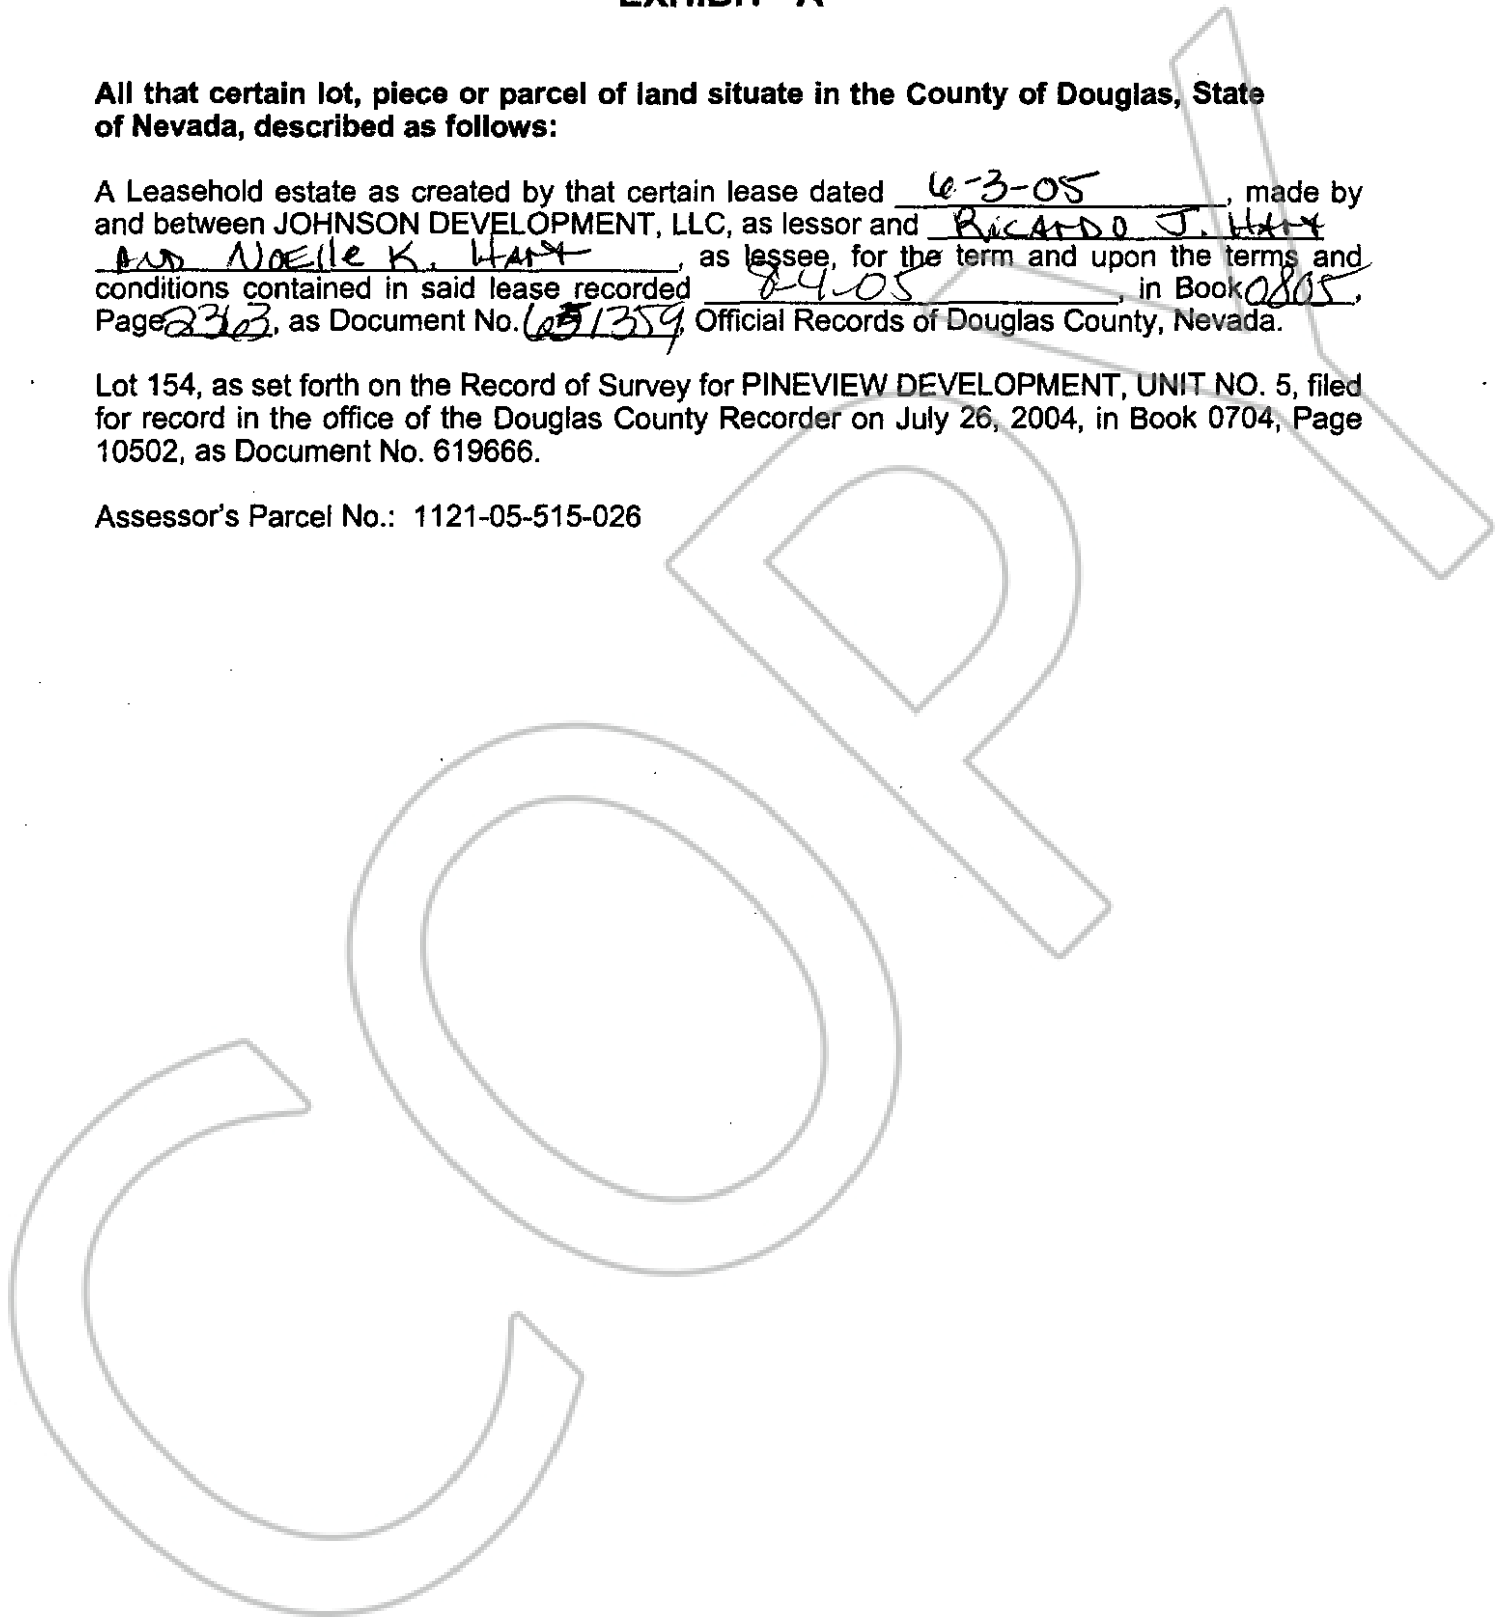 EXHIBIT "A"
All that certain lot, piece or parcel of land situate in the County of Douglas, State
of Nevada, described as follows:
A Leasehold estate as created by that certain lease dated 6-3-05, made by
and between JOHNSON DEVELOPMENT, LLC, as lessor and RICARDO J. HART
AND NOElle K. HART, as lessee, for the term and upon the terms and
conditions contained in said lease recorded 8-4-05, in Book 0805,
Page 2363, as Document No. 651359, Official Records of Douglas County, Nevada.
Lot 154, as set forth on the Record of Survey for PINEVIEW DEVELOPMENT, UNIT NO. 5, filed
for record in the office of the Douglas County Recorder on July 26, 2004, in Book 0704, Page
10502, as Document No. 619666.
Assessor's Parcel No.: 1121-05-515-026
COPY